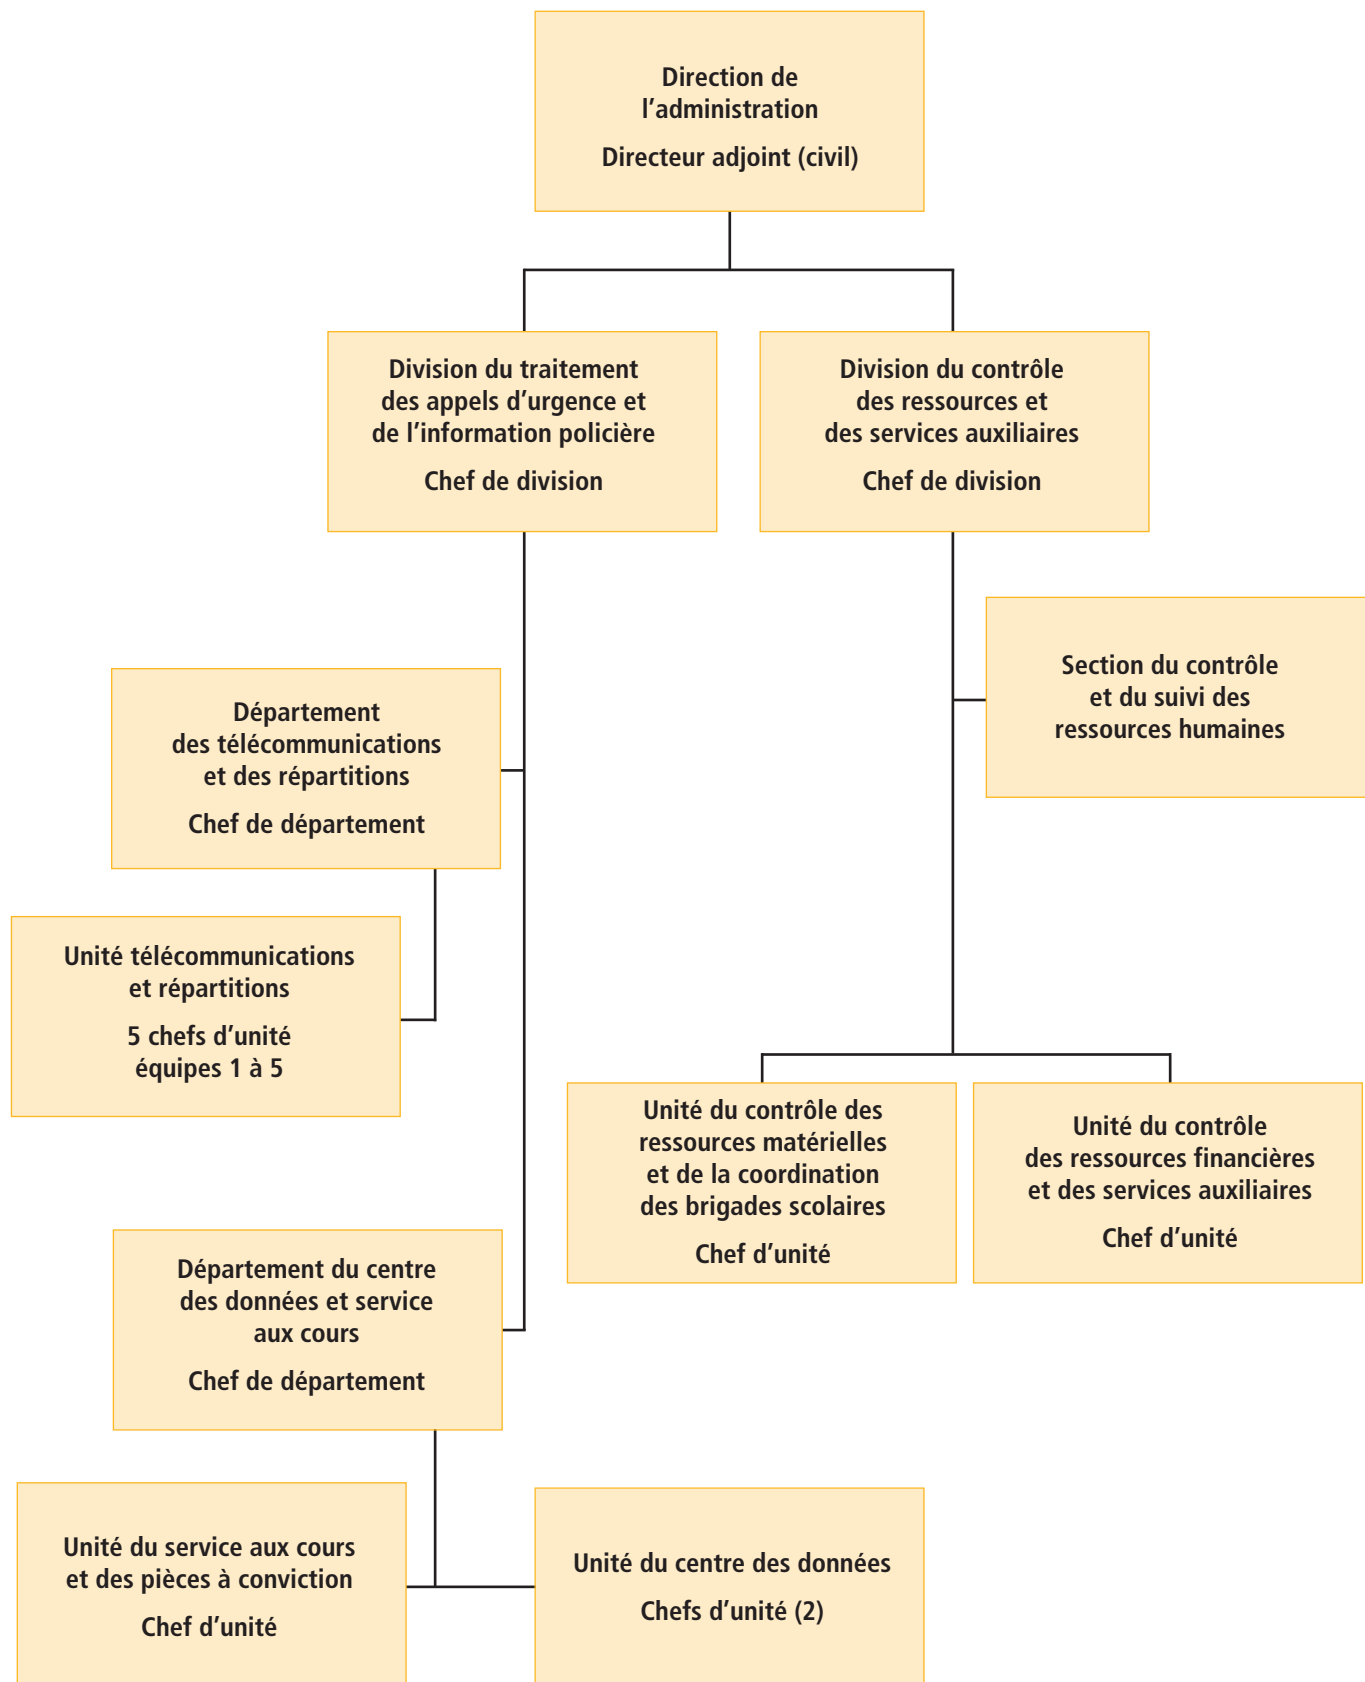 Direction de
l’administration
Directeur adjoint (civil)
Division du traitement
des appels d’urgence et
de l’information policière
Chef de division
Division du contrôle
des ressources et
des services auxiliaires
Chef de division
Section du contrôle
et du suivi des
ressources humaines
Département
des télécommunications
et des répartitions
Chef de département
Unité télécommunications
et répartitions
5 chefs d’unité
équipes 1 à 5
Unité du contrôle des
ressources matérielles
et de la coordination
des brigades scolaires
Chef d’unité
Unité du contrôle
des ressources financières
et des services auxiliaires
Chef d’unité
Département du centre
des données et service
aux cours
Chef de département
Unité du service aux cours
et des pièces à conviction
Chef d’unité
Unité du centre des données
Chefs d’unité (2)